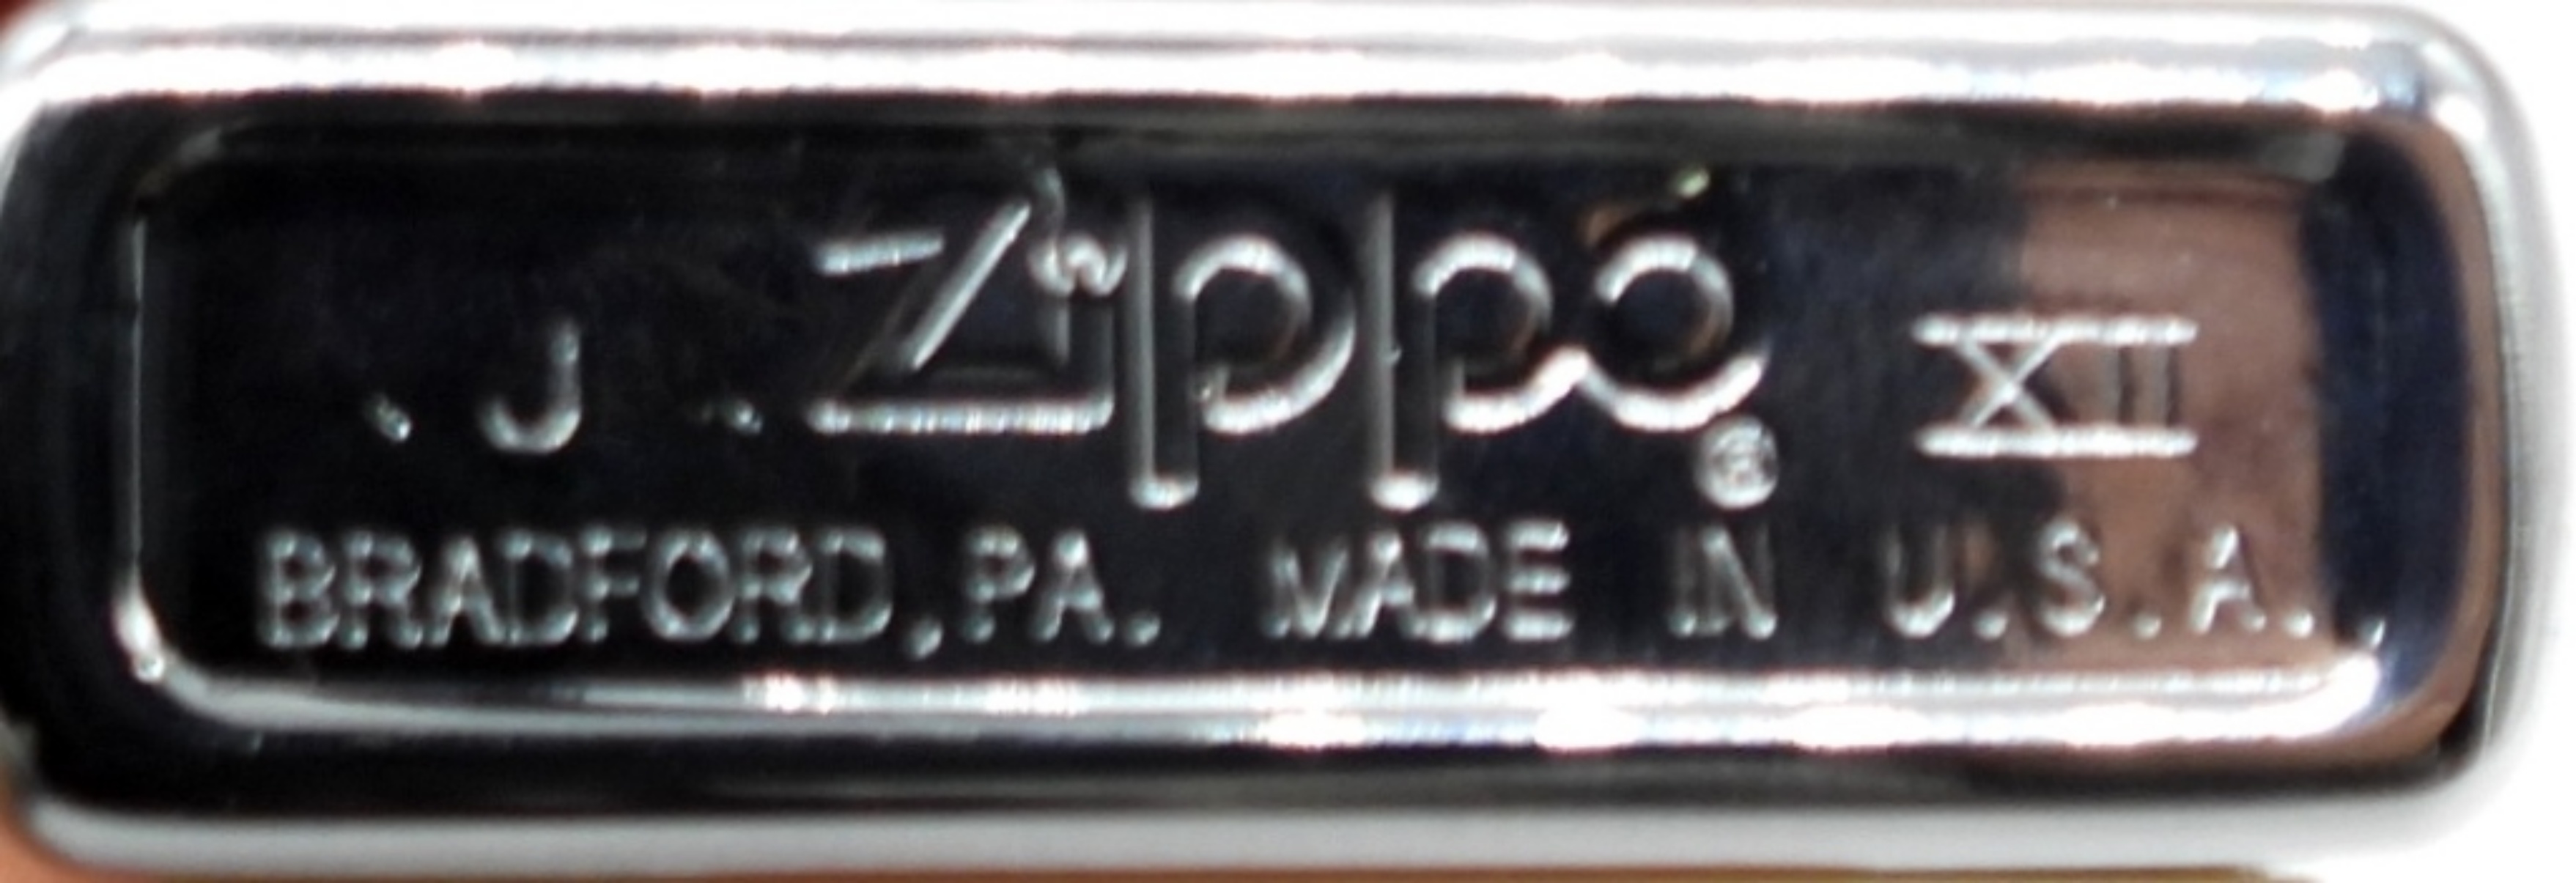 J Zippo ® XII
BRADFORD, PA. MADE IN U.S.A.